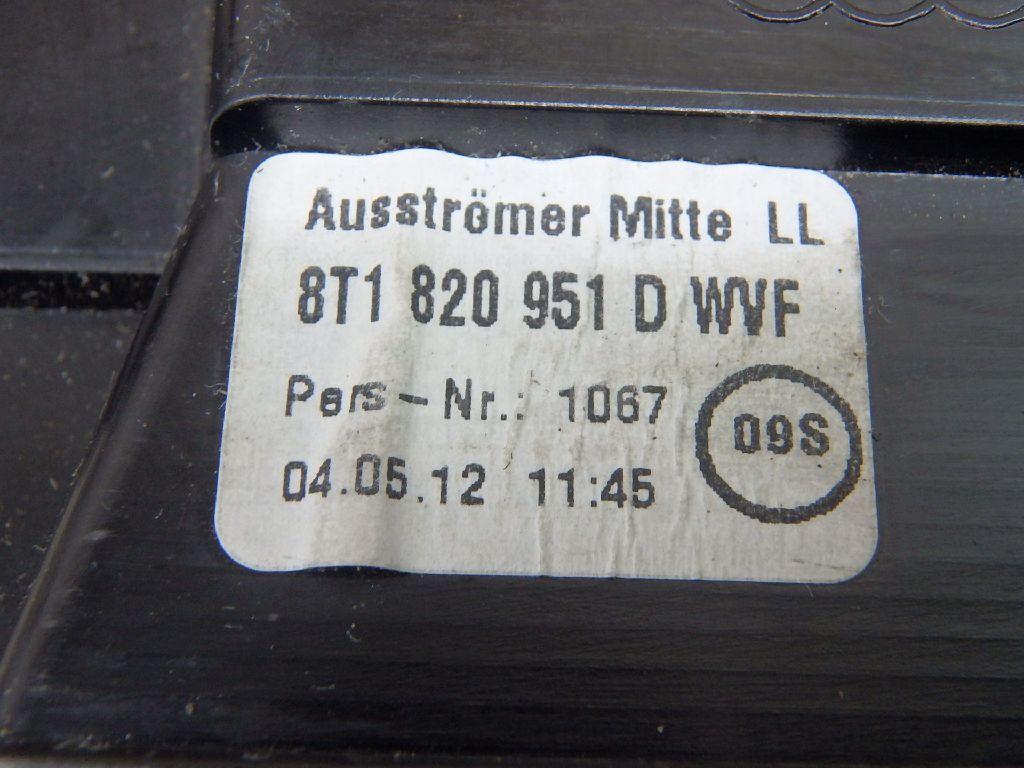 Ausströmer Mitte LL
8T1 820 951 D WVF
Pers-Nr.: 1067
09S
04.05.12 11:45